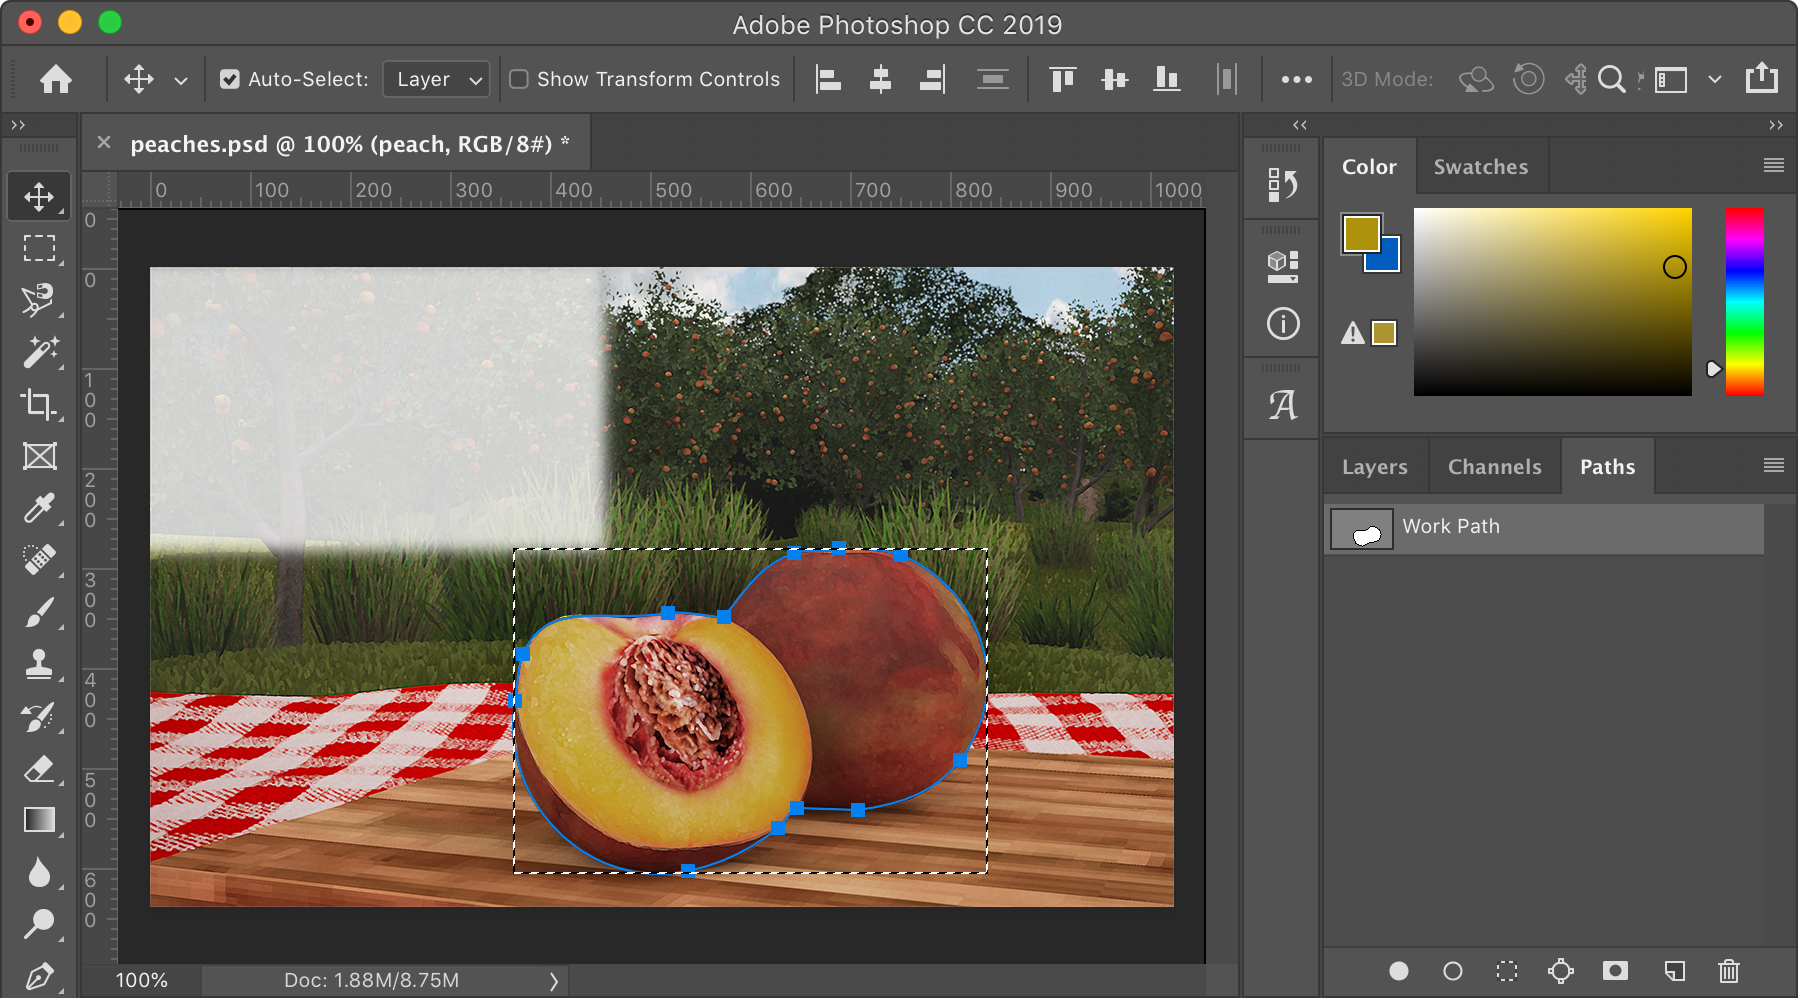 Adobe Photoshop CC 2019
Auto-Select: Layer Show Transform Controls 3D Mode:
peaches.psd @ 100% (peach, RGB/8#) *
0 100 200 300 400 500 600 700 800 900 1000
0
0
100
200
300
400
500
600
Color Swatches
Layers Channels Paths
Work Path
100% Doc: 1.88M/8.75M